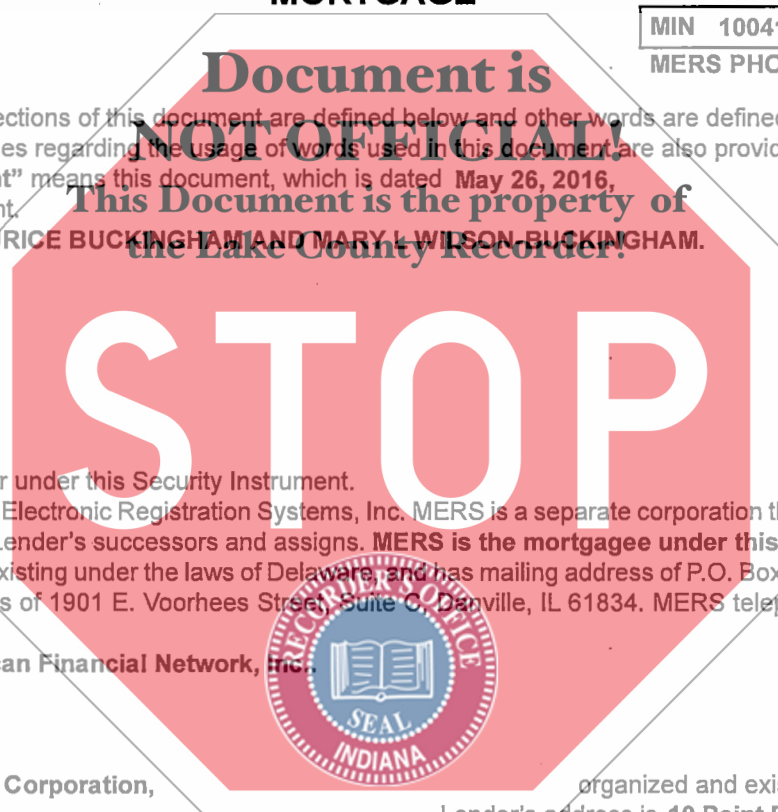 MORTGAGE
MIN 1004
Document is
MERS PHO
ections of this document are defined below and other words are defined
NOT OFFICIAL!
es regarding the usage of words used in this document are also provid
t” means this document, which is dated May 26, 2016,
This Document is the property of
nt.
RICE BUCKINGHAM AND MARY L WILSON-BUCKINGHAM.
the Lake County Recorder!
STOP
r under this Security Instrument.
Electronic Registration Systems, Inc. MERS is a separate corporation t
Lender's successors and assigns. MERS is the mortgagee under this
xisting under the laws of Delaware, and has mailing address of P.O. Box
s of 1901 E. Voorhees Street, Suite C, Danville, IL 61834. MERS tele
RECORDER'S OFFICE
can Financial Network, Inc..
SEAL
INDIANA
Corporation,
organized and exi
Lender's address is 10 Point